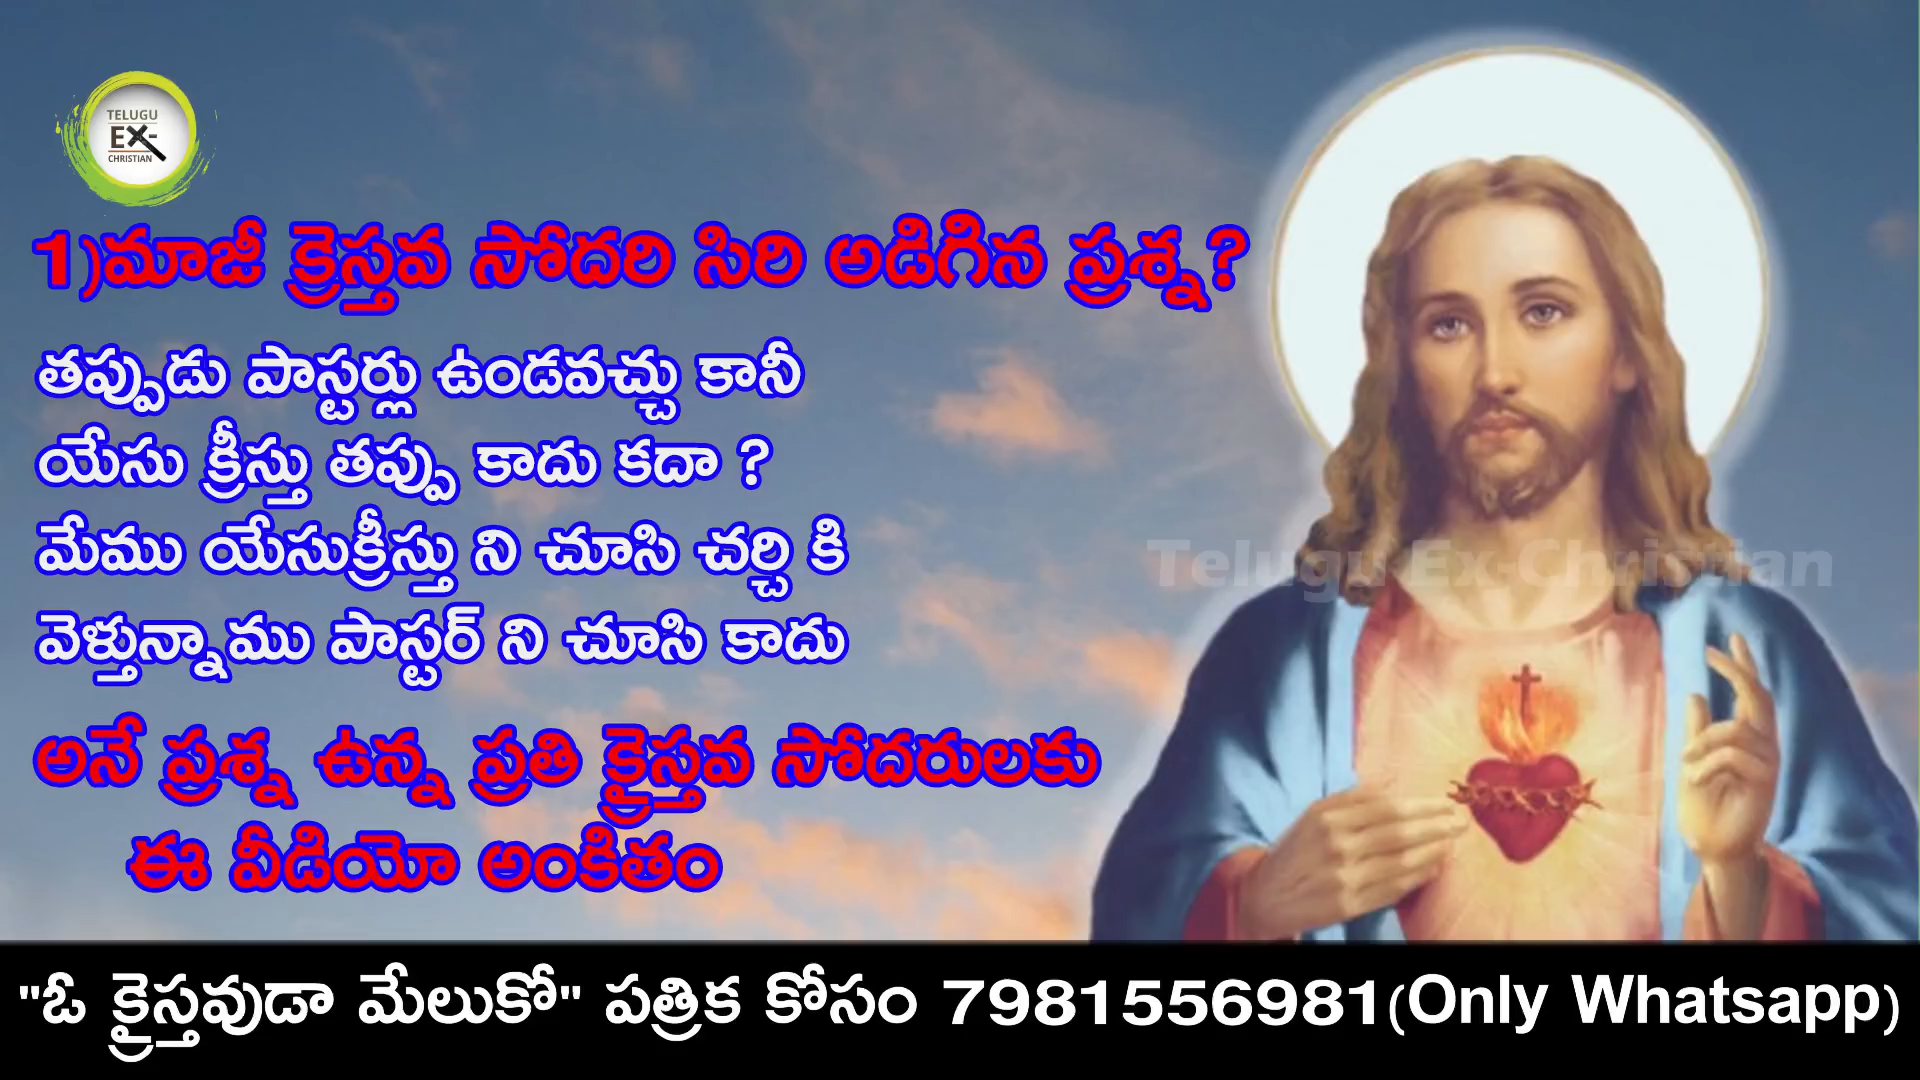 TELUGU
EX-
CHRISTIAN
1)మాజీ క్రైస్తవ సోదరి సిరి అడిగిన ప్రశ్న?
తప్పుడు పాస్టర్లు ఉండవచ్చు కానీ
యేసు క్రీస్తు తప్పు కాదు కదా ?
మేము యేసుక్రీస్తు ని చూసి చర్చి కి
వెళ్తున్నాము పాస్టర్ ని చూసి కాదు
Telugu Ex-Christian
అనే ప్రశ్న ఉన్న ప్రతి క్రైస్తవ సోదరులకు
ఈ వీడియో అంకితం
"ఓ క్రైస్తవుడా మేలుకో" పత్రిక కోసం 7981556981(Only Whatsapp)